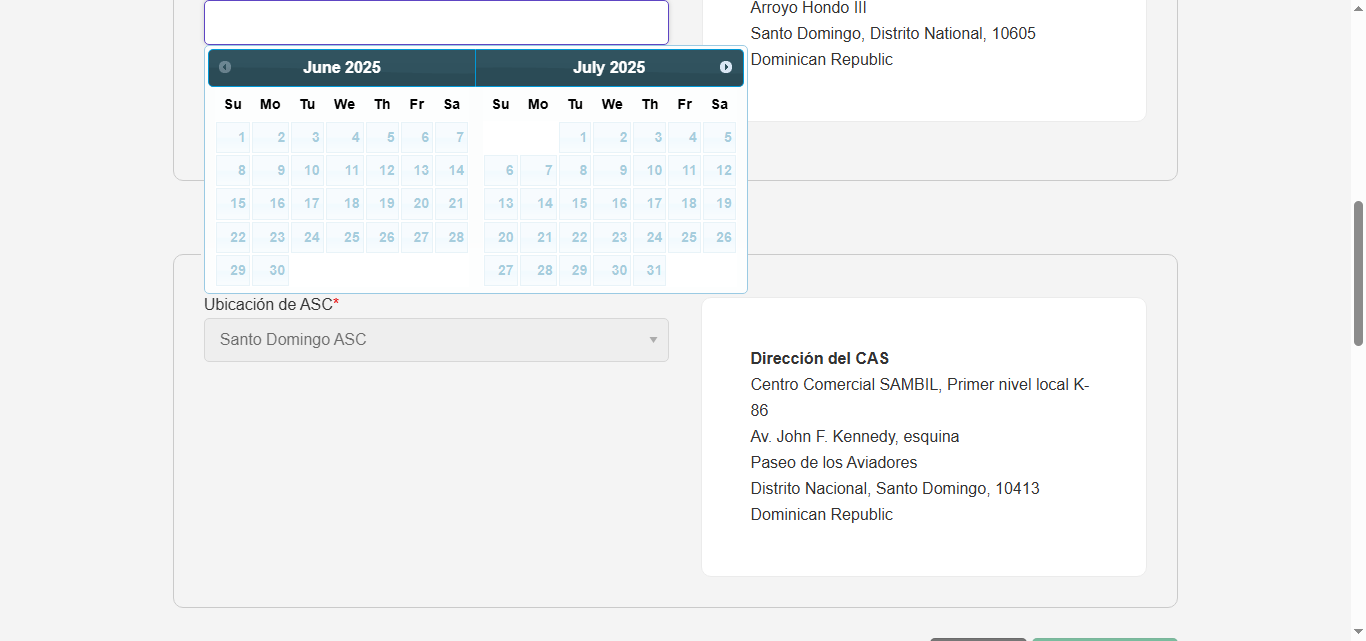 Arroyo Hondo III
Santo Domingo, Distrito National, 10605
Dominican Republic
June 2025
Su Mo Tu We Th Fr Sa
1 2 3 4 5 6 7
8 9 10 11 12 13 14
15 16 17 18 19 20 21
22 23 24 25 26 27 28
29 30
July 2025
Su Mo Tu We Th Fr Sa
1 2 3 4 5
6 7 8 9 10 11 12
13 14 15 16 17 18 19
20 21 22 23 24 25 26
27 28 29 30 31
Ubicación de ASC*
Santo Domingo ASC
Dirección del CAS
Centro Comercial SAMBIL, Primer nivel local K-
86
Av. John F. Kennedy, esquina
Paseo de los Aviadores
Distrito Nacional, Santo Domingo, 10413
Dominican Republic